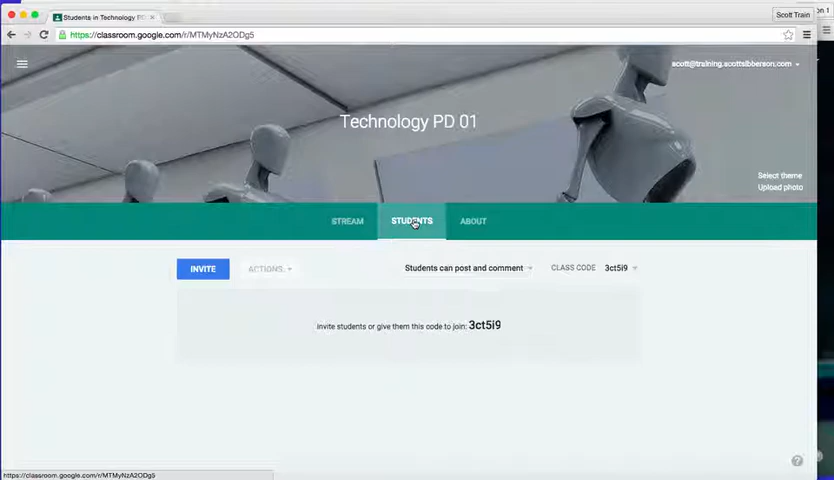 Students in Technology PD
Scott Train
https://classroom.google.com/r/MTMyNzA2ODg5
scott@training.scottsibberson.com
Technology PD 01
Select theme
Upload photo
STREAM
STUDENTS
ABOUT
INVITE
ACTIONS
Students can post and comment
CLASS CODE 3ct5i9
Invite students or give them this code to join: 3ct5i9
https://classroom.google.com/r/MTMyNzA2ODg5